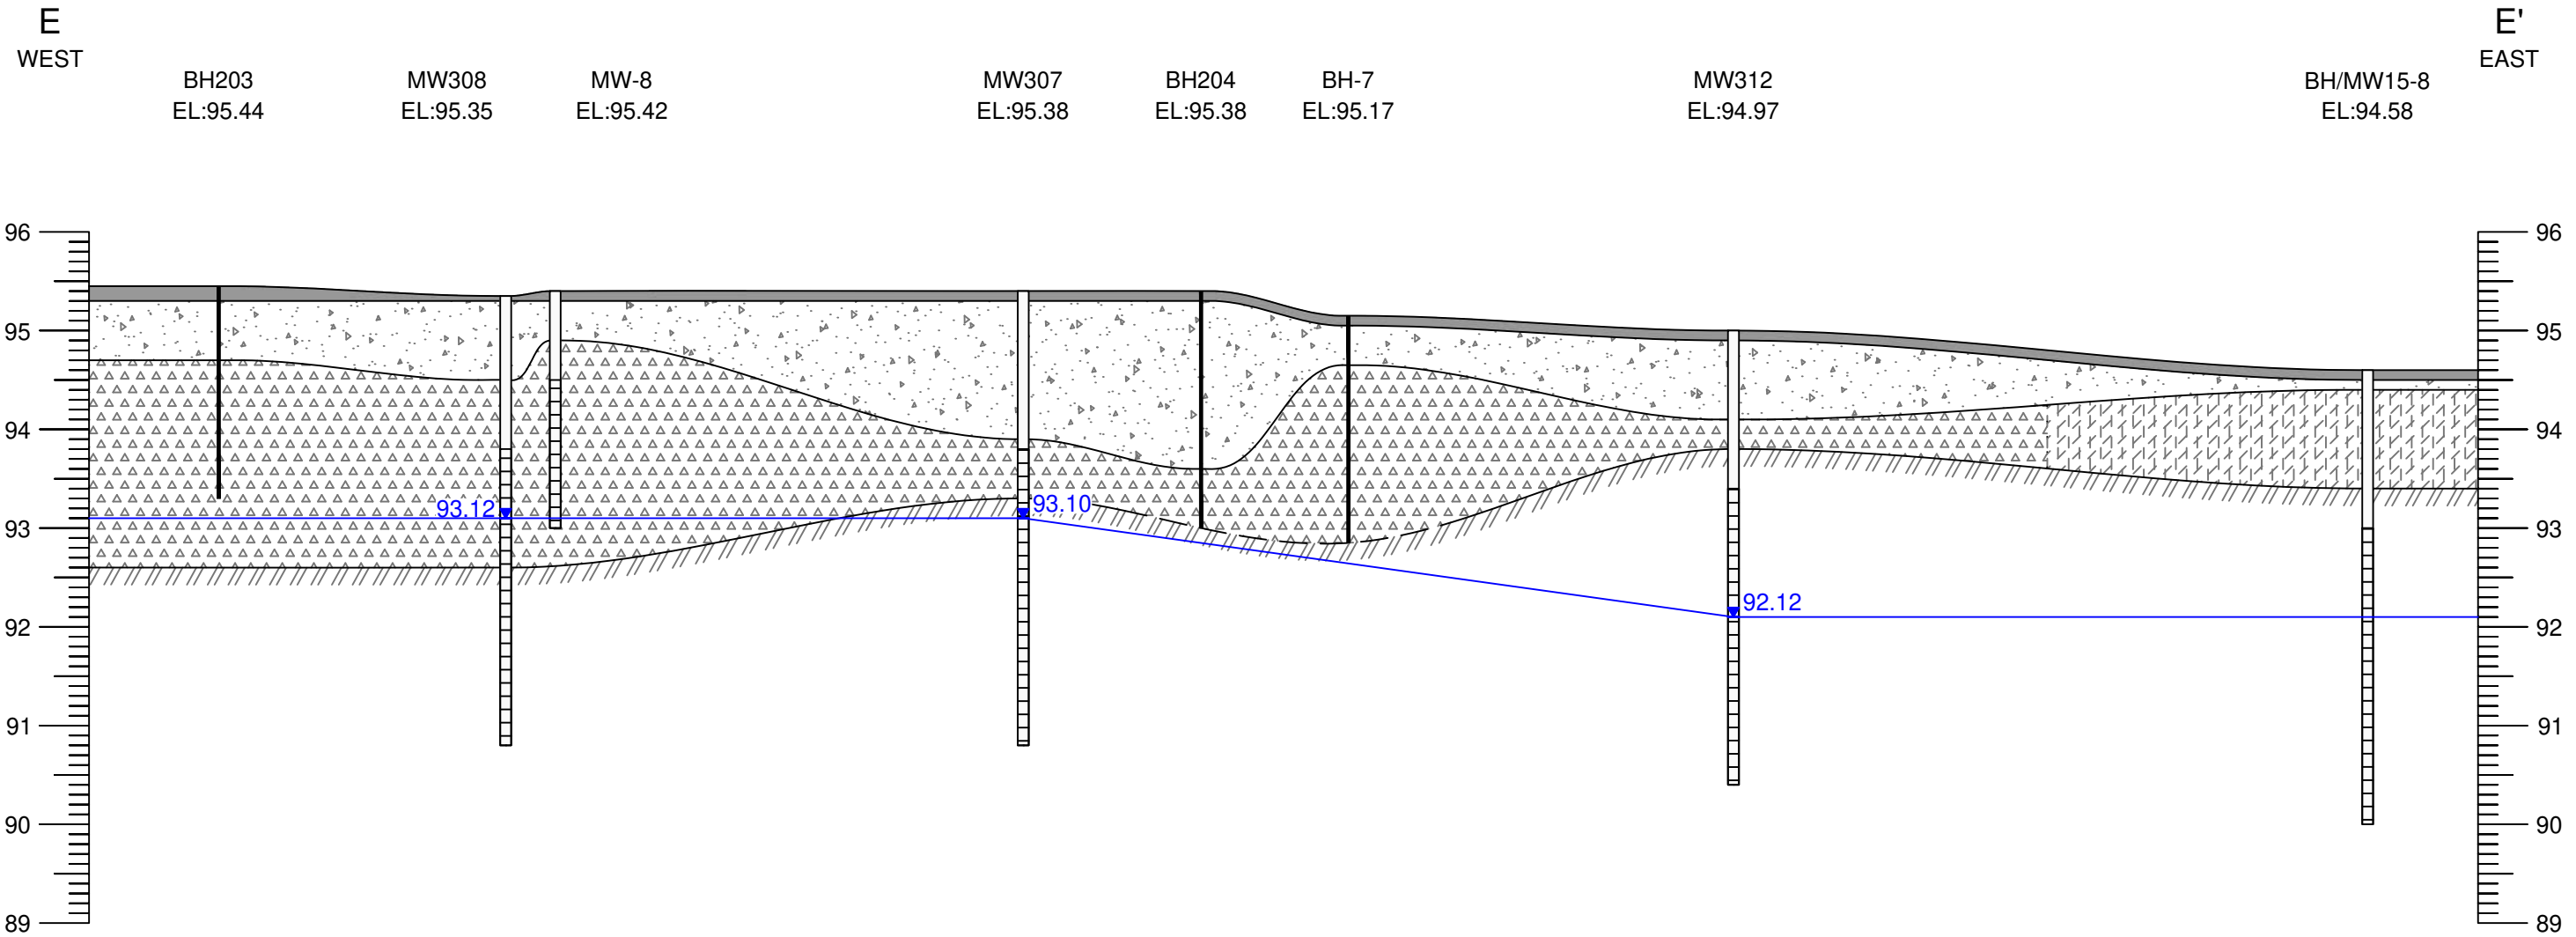 E
WEST
E'
EAST
BH203
EL:95.44
MW308
EL:95.35
MW-8
EL:95.42
MW307
EL:95.38
BH204
EL:95.38
BH-7
EL:95.17
MW312
EL:94.97
BH/MW15-8
EL:94.58
96
95
94
93
92
91
90
89
93.12
93.10
92.12
96
95
94
93
92
91
90
89